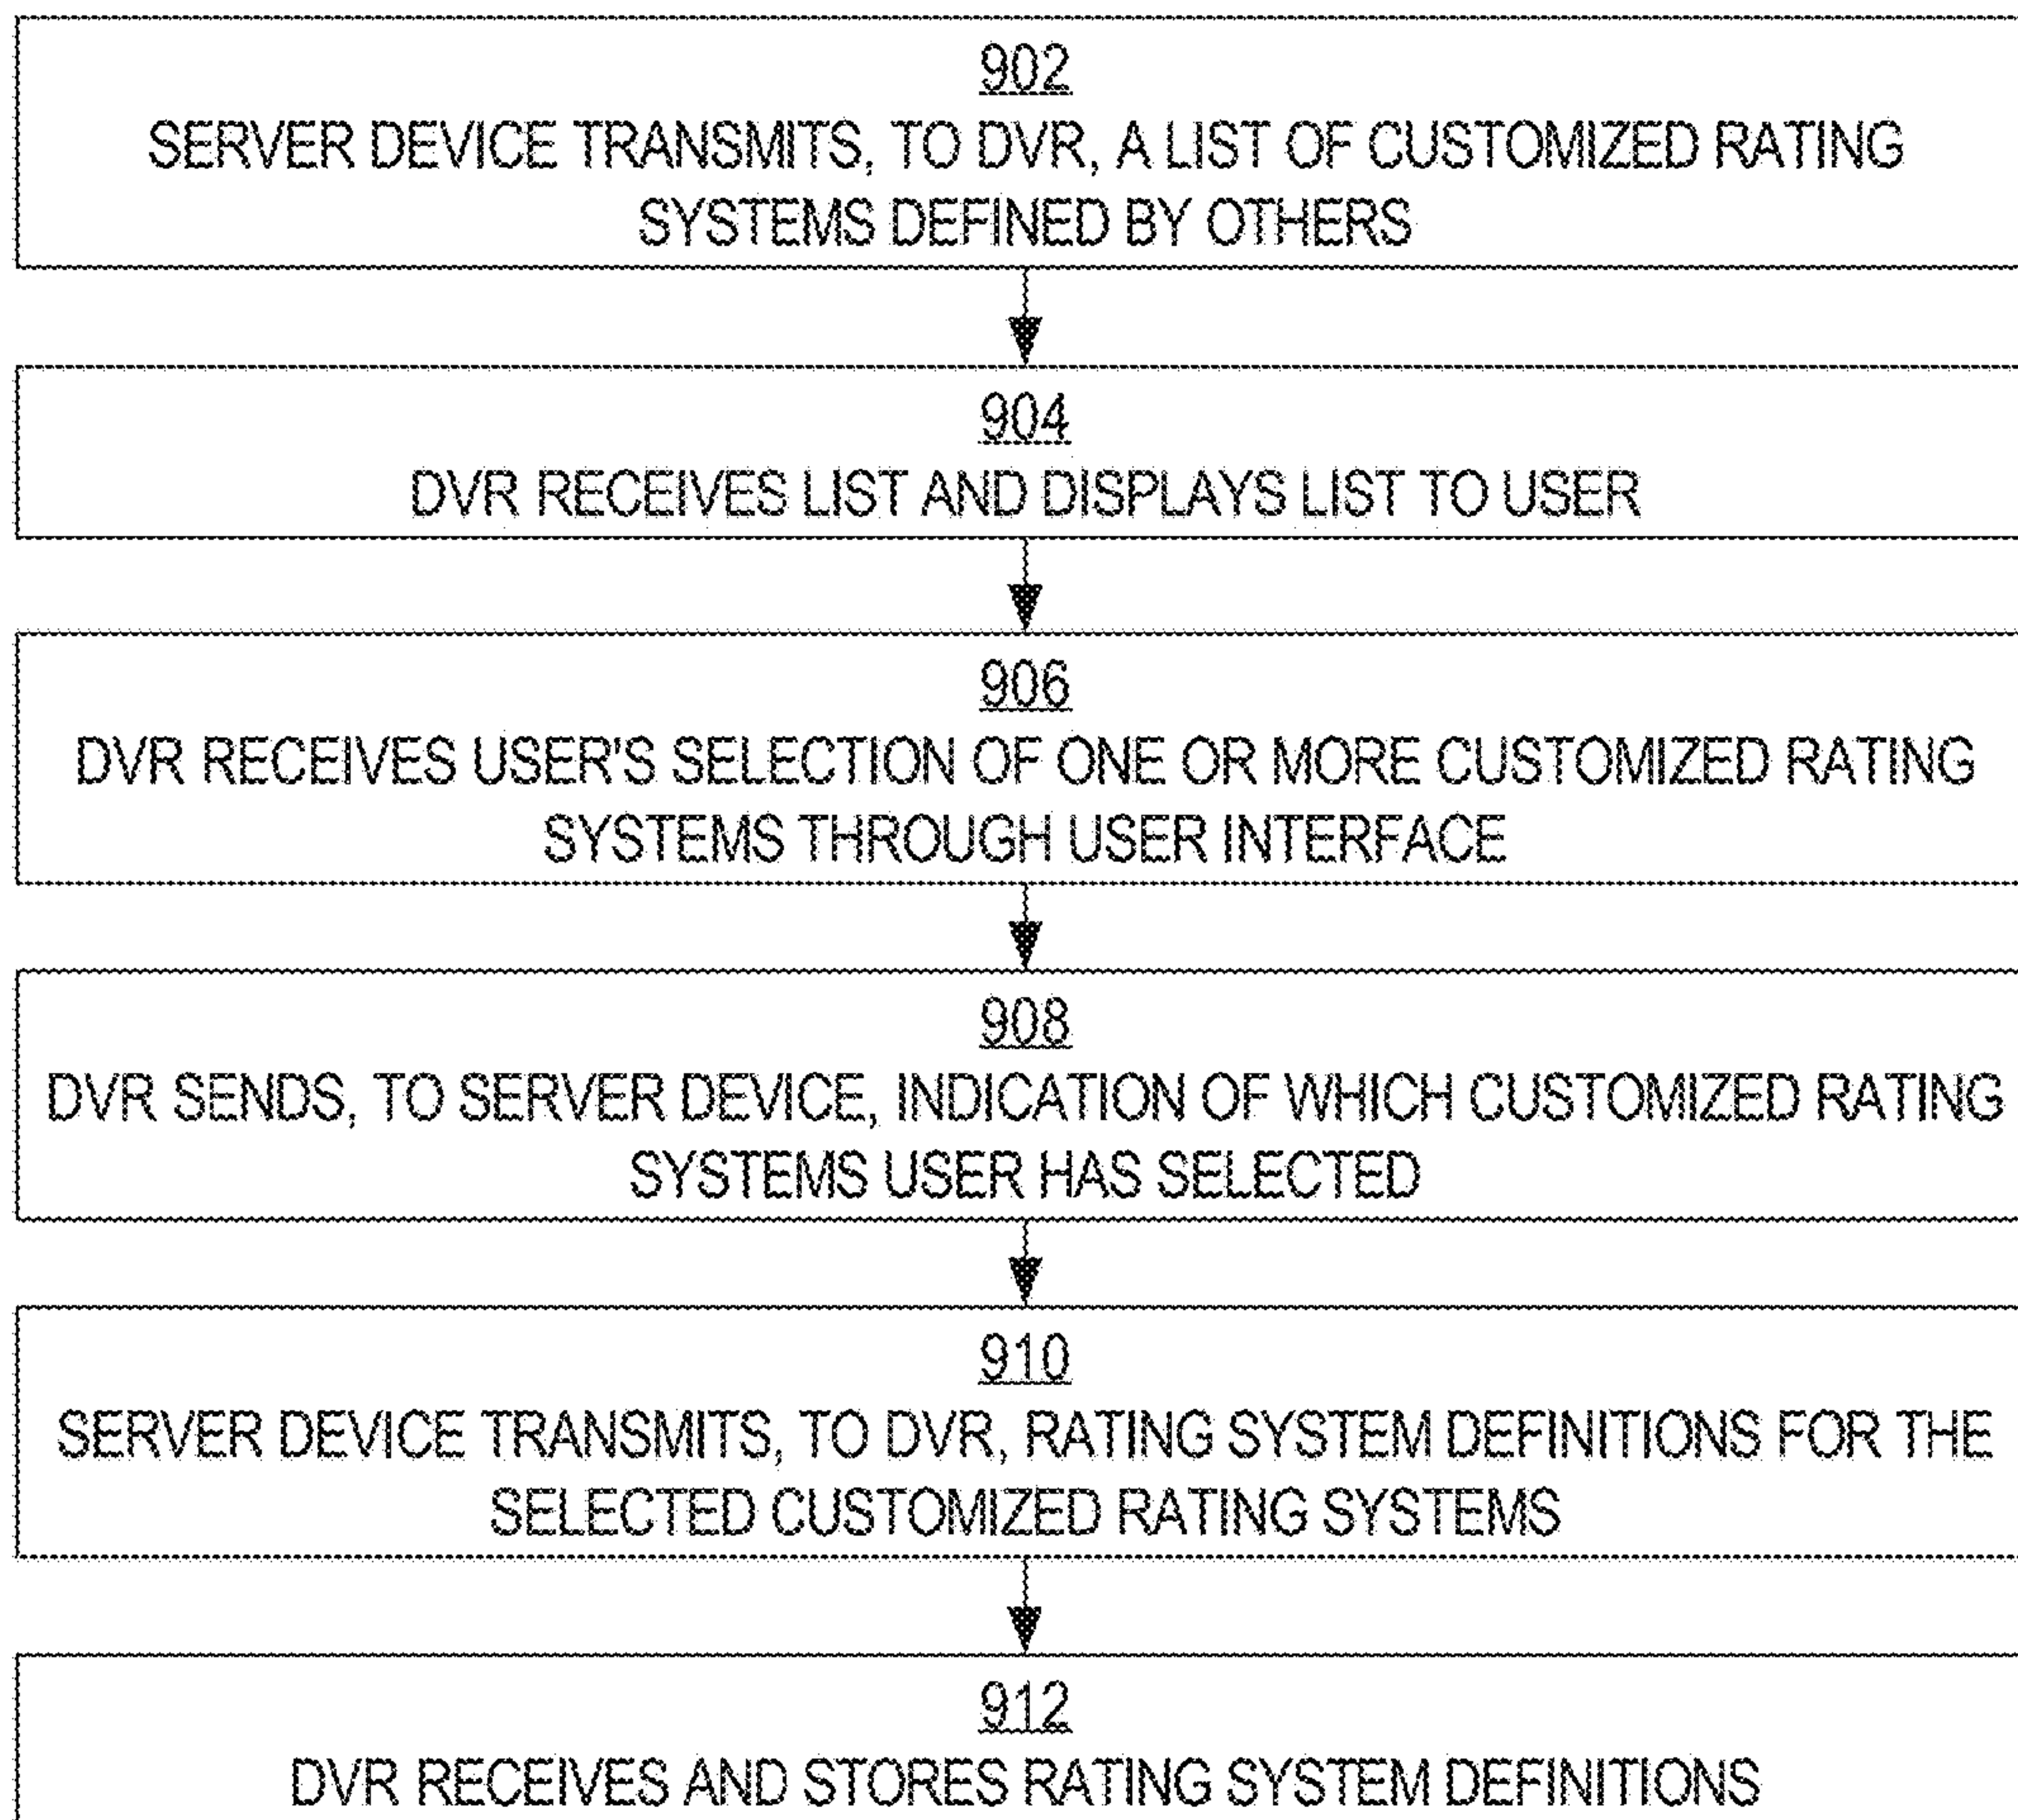 902
SERVER DEVICE TRANSMITS, TO DVR, A LIST OF CUSTOMIZED RATING
SYSTEMS DEFINED BY OTHERS
904
DVR RECEIVES LIST AND DISPLAYS LIST TO USER
906
DVR RECEIVES USER'S SELECTION OF ONE OR MORE CUSTOMIZED RATING
SYSTEMS THROUGH USER INTERFACE
908
DVR SENDS, TO SERVER DEVICE, INDICATION OF WHICH CUSTOMIZED RATING
SYSTEMS USER HAS SELECTED
910
SERVER DEVICE TRANSMITS, TO DVR, RATING SYSTEM DEFINITIONS FOR THE
SELECTED CUSTOMIZED RATING SYSTEMS
912
DVR RECEIVES AND STORES RATING SYSTEM DEFINITIONS